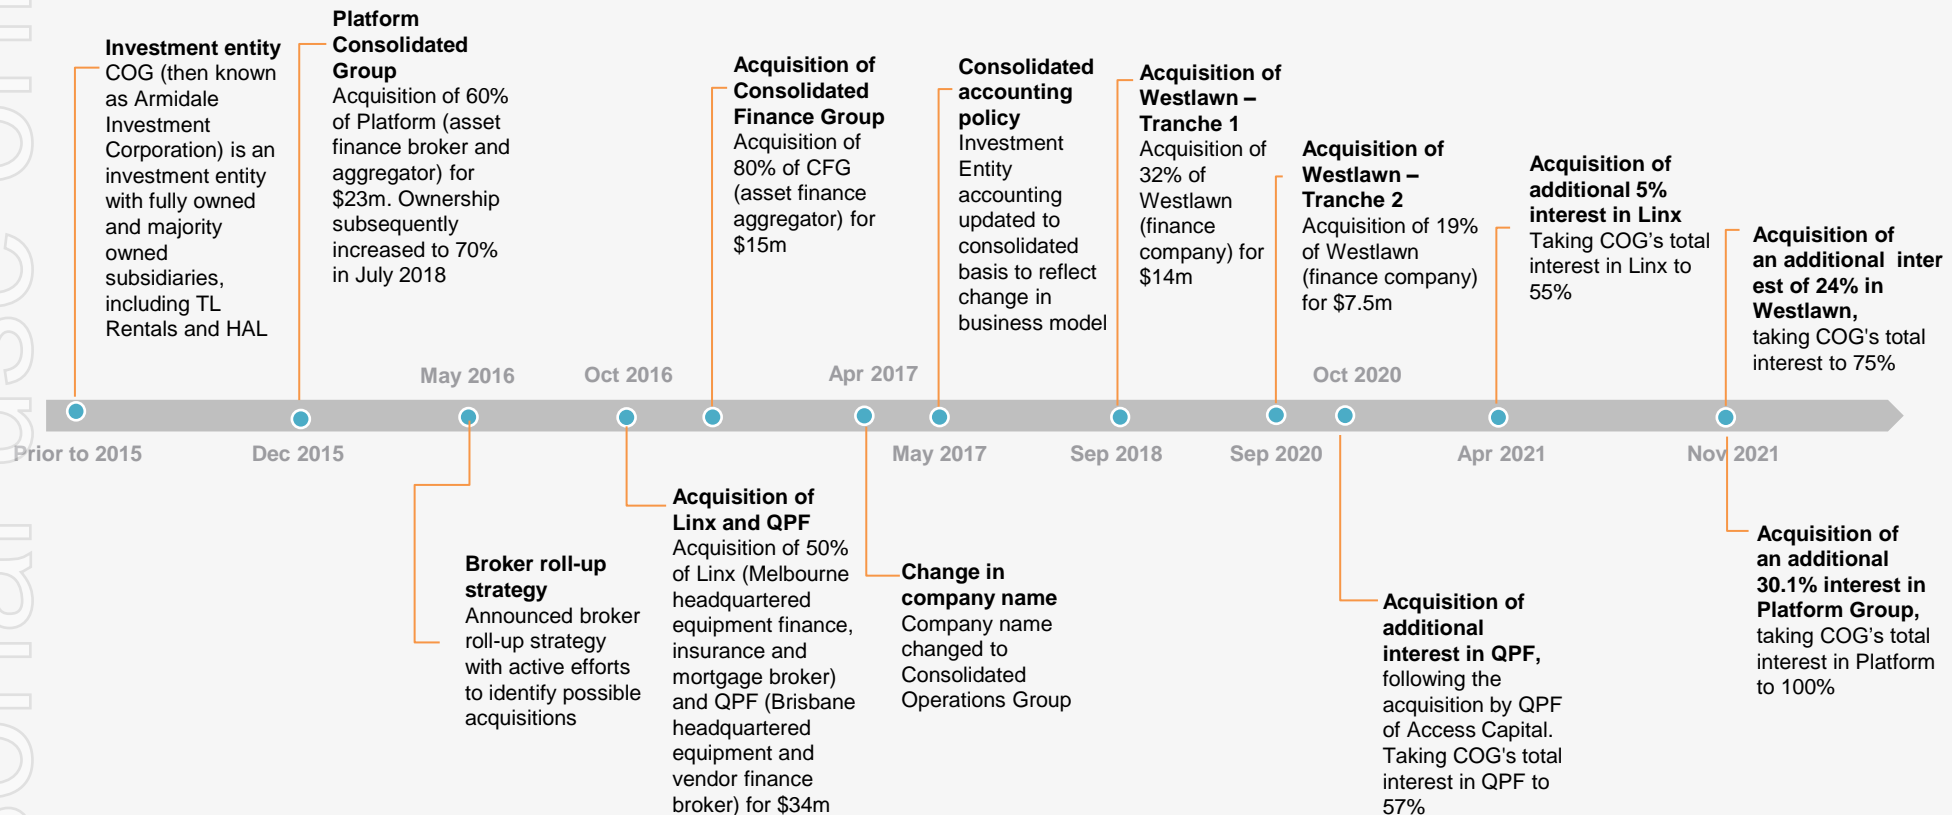 Investment entity
COG (then known
as Armidale
Investment
Corporation) is an
investment entity
with fully owned
and majority
owned
subsidiaries,
including TL
Rentals and HAL
Platform
Consolidated
Group
Acquisition of 60%
of Platform (asset
finance broker and
aggregator) for
$23m. Ownership
subsequently
increased to 70%
in July 2018
Acquisition of
Consolidated
Finance Group
Acquisition of
80% of CFG
(asset finance
aggregator) for
$15m
Consolidated
accounting
policy
Investment
Entity
accounting
updated to
consolidated
basis to reflect
change in
business model
Acquisition of
Westlawn –
Tranche 1
Acquisition of
32% of
Westlawn
(finance
company) for
$14m
Acquisition of
Westlawn –
Tranche 2
Acquisition of 19%
of Westlawn
(finance company)
for $7.5m
Acquisition of
additional 5%
interest in Linx
Taking COG’s total
interest in Linx to
55%
Acquisition of
an additional inter
est of 24% in
Westlawn,
taking COG's total
interest to 75%
May 2016
Oct 2016
Apr 2017
Oct 2020
Prior to 2015
Dec 2015
May 2017
Sep 2018
Sep 2020
Apr 2021
Nov 2021
Broker roll-up
strategy
Announced broker
roll-up strategy
with active efforts
to identify possible
acquisitions
Acquisition of
Linx and QPF
Acquisition of 50%
of Linx (Melbourne
headquartered
equipment finance,
insurance and
mortgage broker)
and QPF (Brisbane
headquartered
equipment and
vendor finance
broker) for $34m
Change in
company name
Company name
changed to
Consolidated
Operations Group
Acquisition of
additional
interest in QPF,
following the
acquisition by QPF
of Access Capital.
Taking COG's total
interest in QPF to
57%
Acquisition of
an additional
30.1% interest in
Platform Group,
taking COG’s total
interest in Platform
to 100%